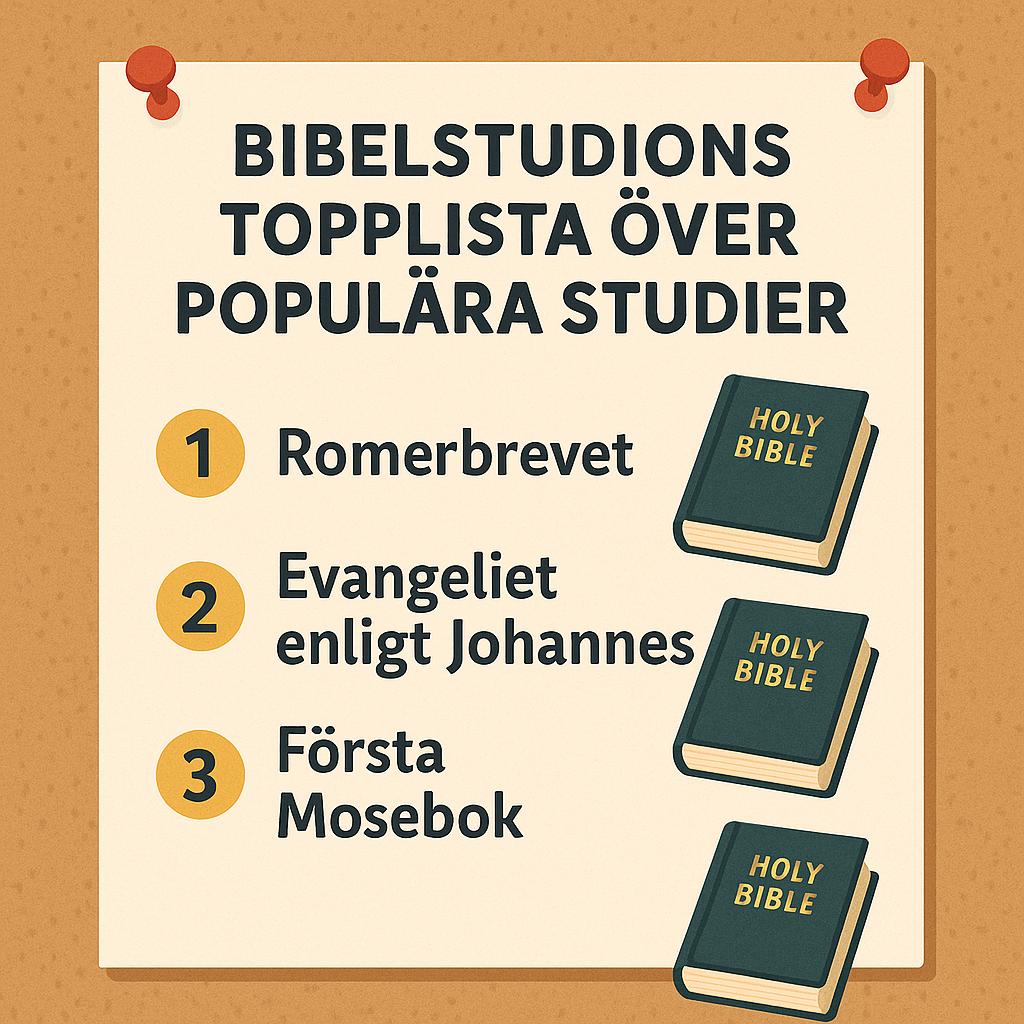 BIBELSTUDIONS
TOPPLISTA ÖVER
POPULÄRA STUDIER
1 Romerbrevet
2 Evangeliet
enligt Johannes
3 Första
Mosebok
HOLY
BIBLE
HOLY
BIBLE
HOLY
BIBLE